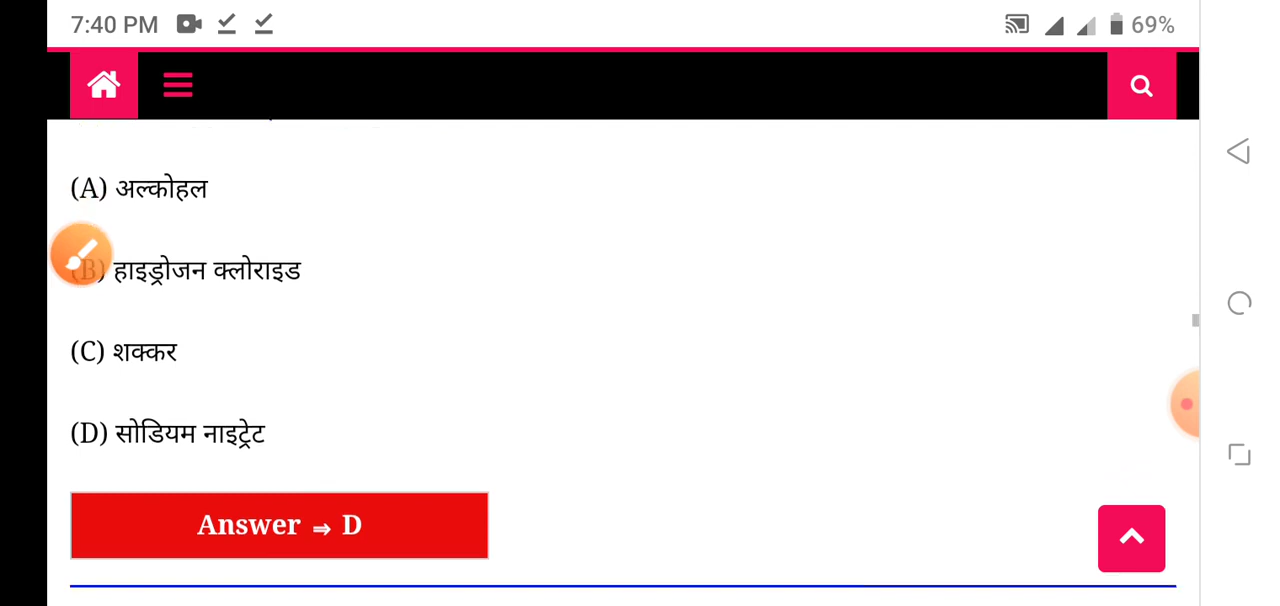 7:40 PM 69%
(A) अल्कोहल
(B) हाइड्रोजन क्लोराइड
(C) शक्कर
(D) सोडियम नाइट्रेट
Answer ⇒ D